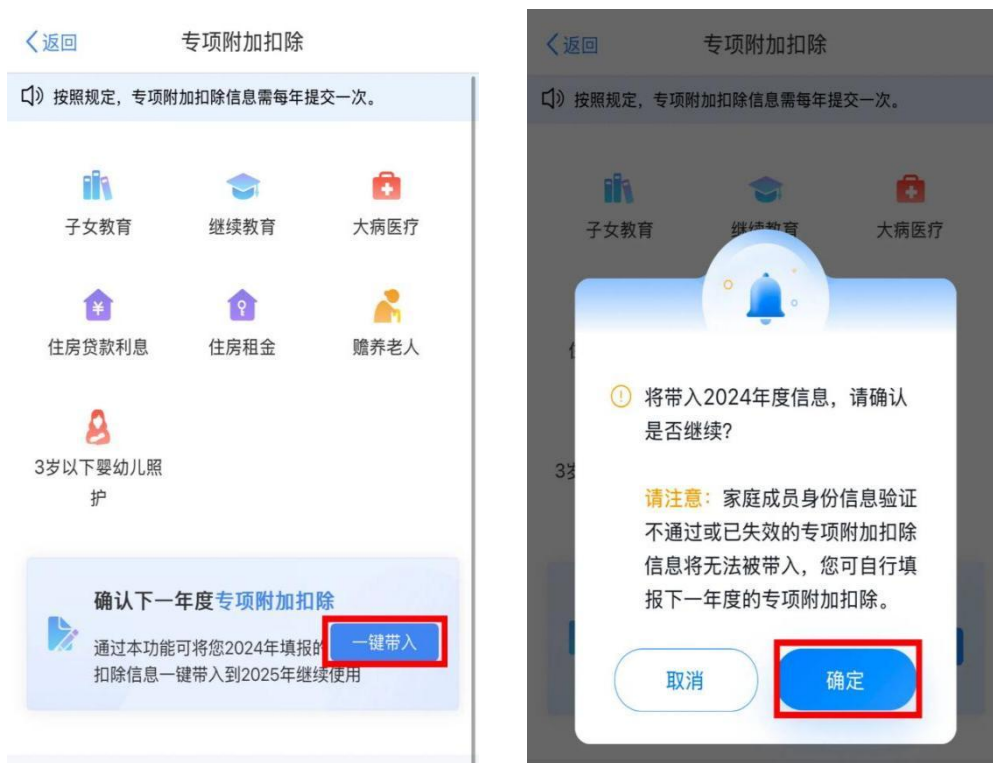 返回
专项附加扣除
按照规定，专项附加扣除信息需每年提交一次。
子女教育
继续教育
大病医疗
住房贷款利息
住房租金
赡养老人
3岁以下婴幼儿照
护
确认下一年度专项附加扣除
通过本功能可将您2024年填报的
扣除信息一键带入到2025年继续使用
一键带入
返回
专项附加扣除
按照规定，专项附加扣除信息需每年提交一次。
子女教育
继续教育
大病医疗
3岁
将带入2024年度信息，请确认
是否继续？
请注意：家庭成员身份信息验证
不通过或已失效的专项附加扣除
信息将无法被带入，您可自行填
报下一年度的专项附加扣除。
取消
确定